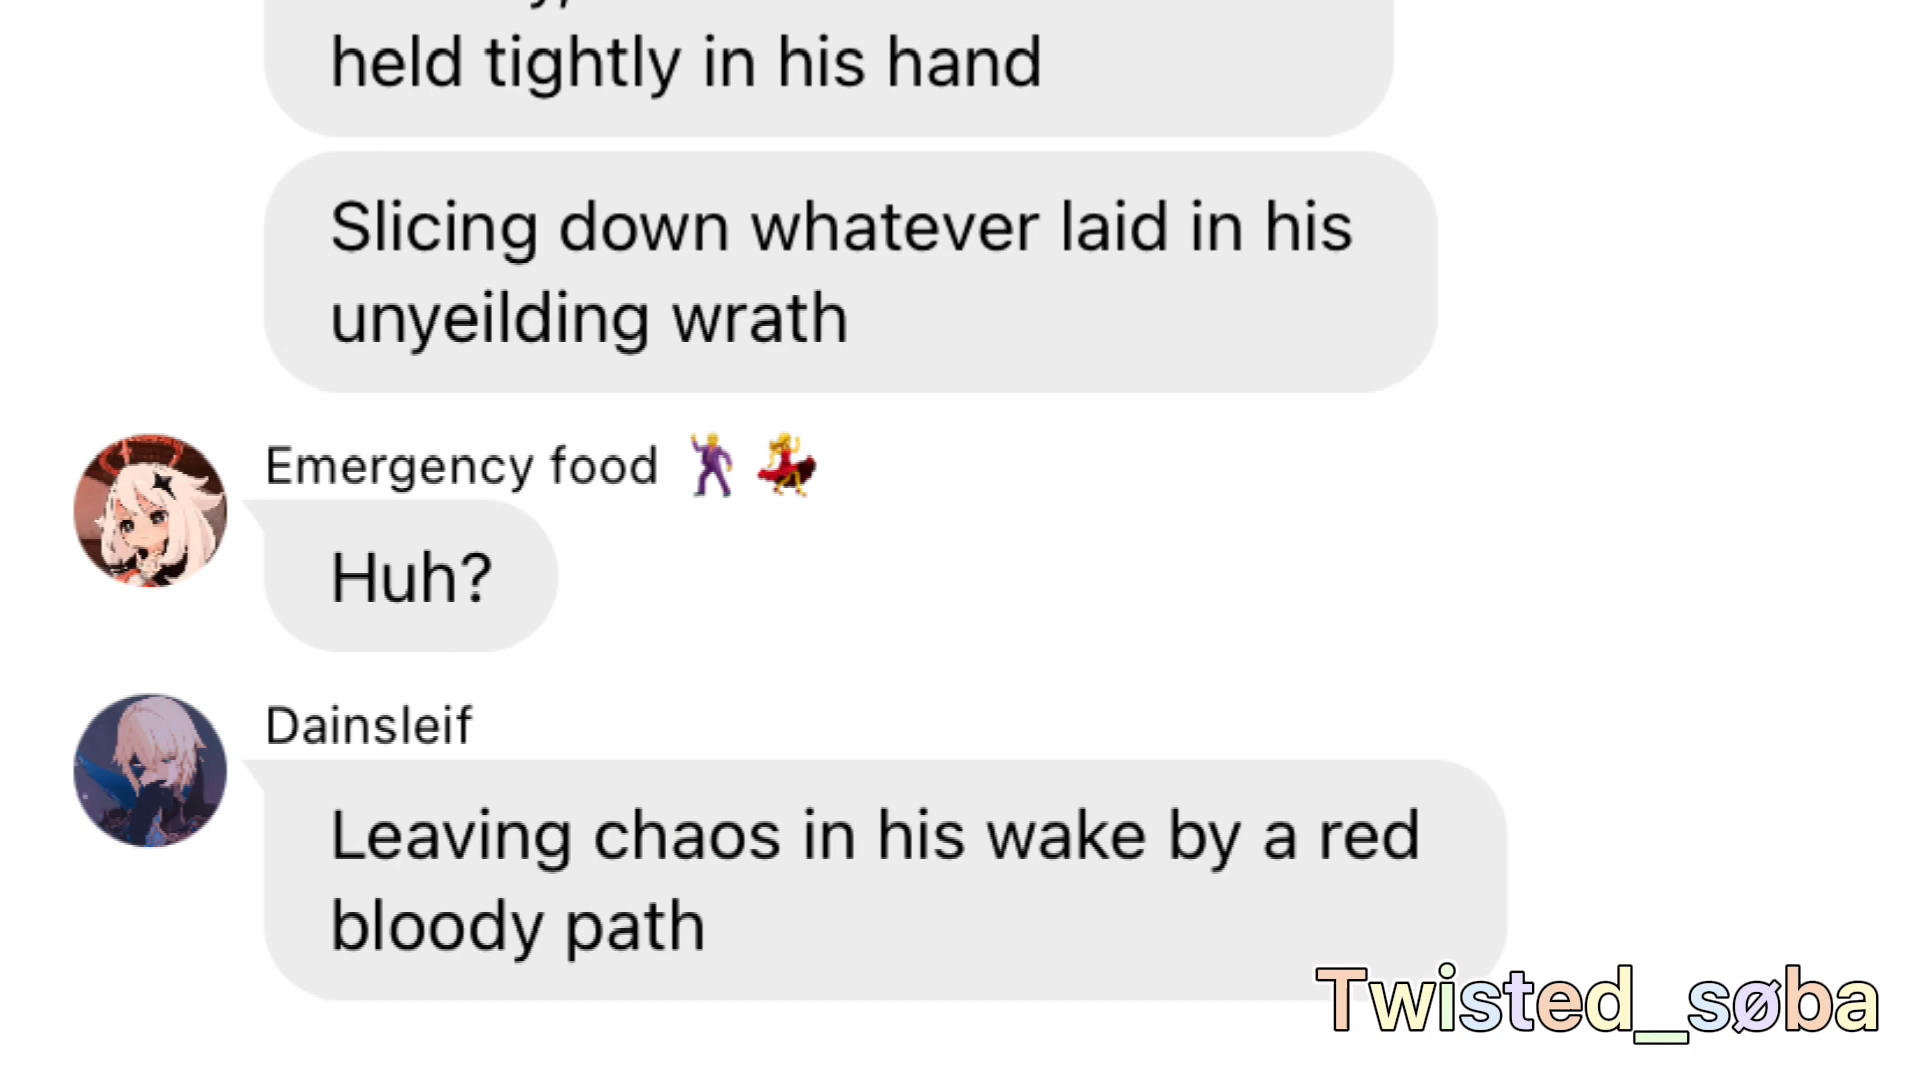 held tightly in his hand
Slicing down whatever laid in his
unyeilding wrath
Emergency food 🕺 💃
Huh?
Dainsleif
Leaving chaos in his wake by a red
bloody path
Twisted_søba